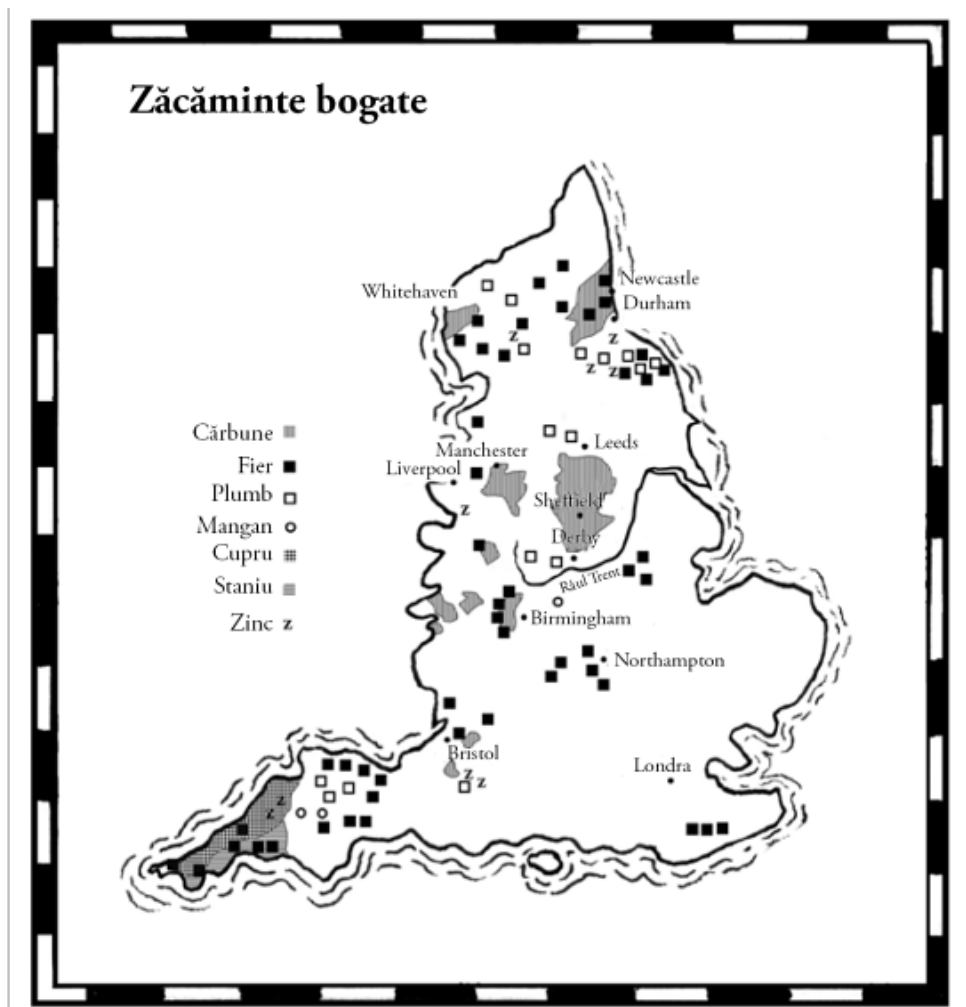 Zăcăminte bogate
Newcastle
Whitehaven
Durham
z
z
z
z
Cărbune
Leeds
Manchester
Fier
Liverpool
Plumb
Sheffield
z
Mangan
Derby
Cupru
Râul Trent
Staniu
Birmingham
Zinc z
Northampton
Bristol
Londra
z
z
z
z